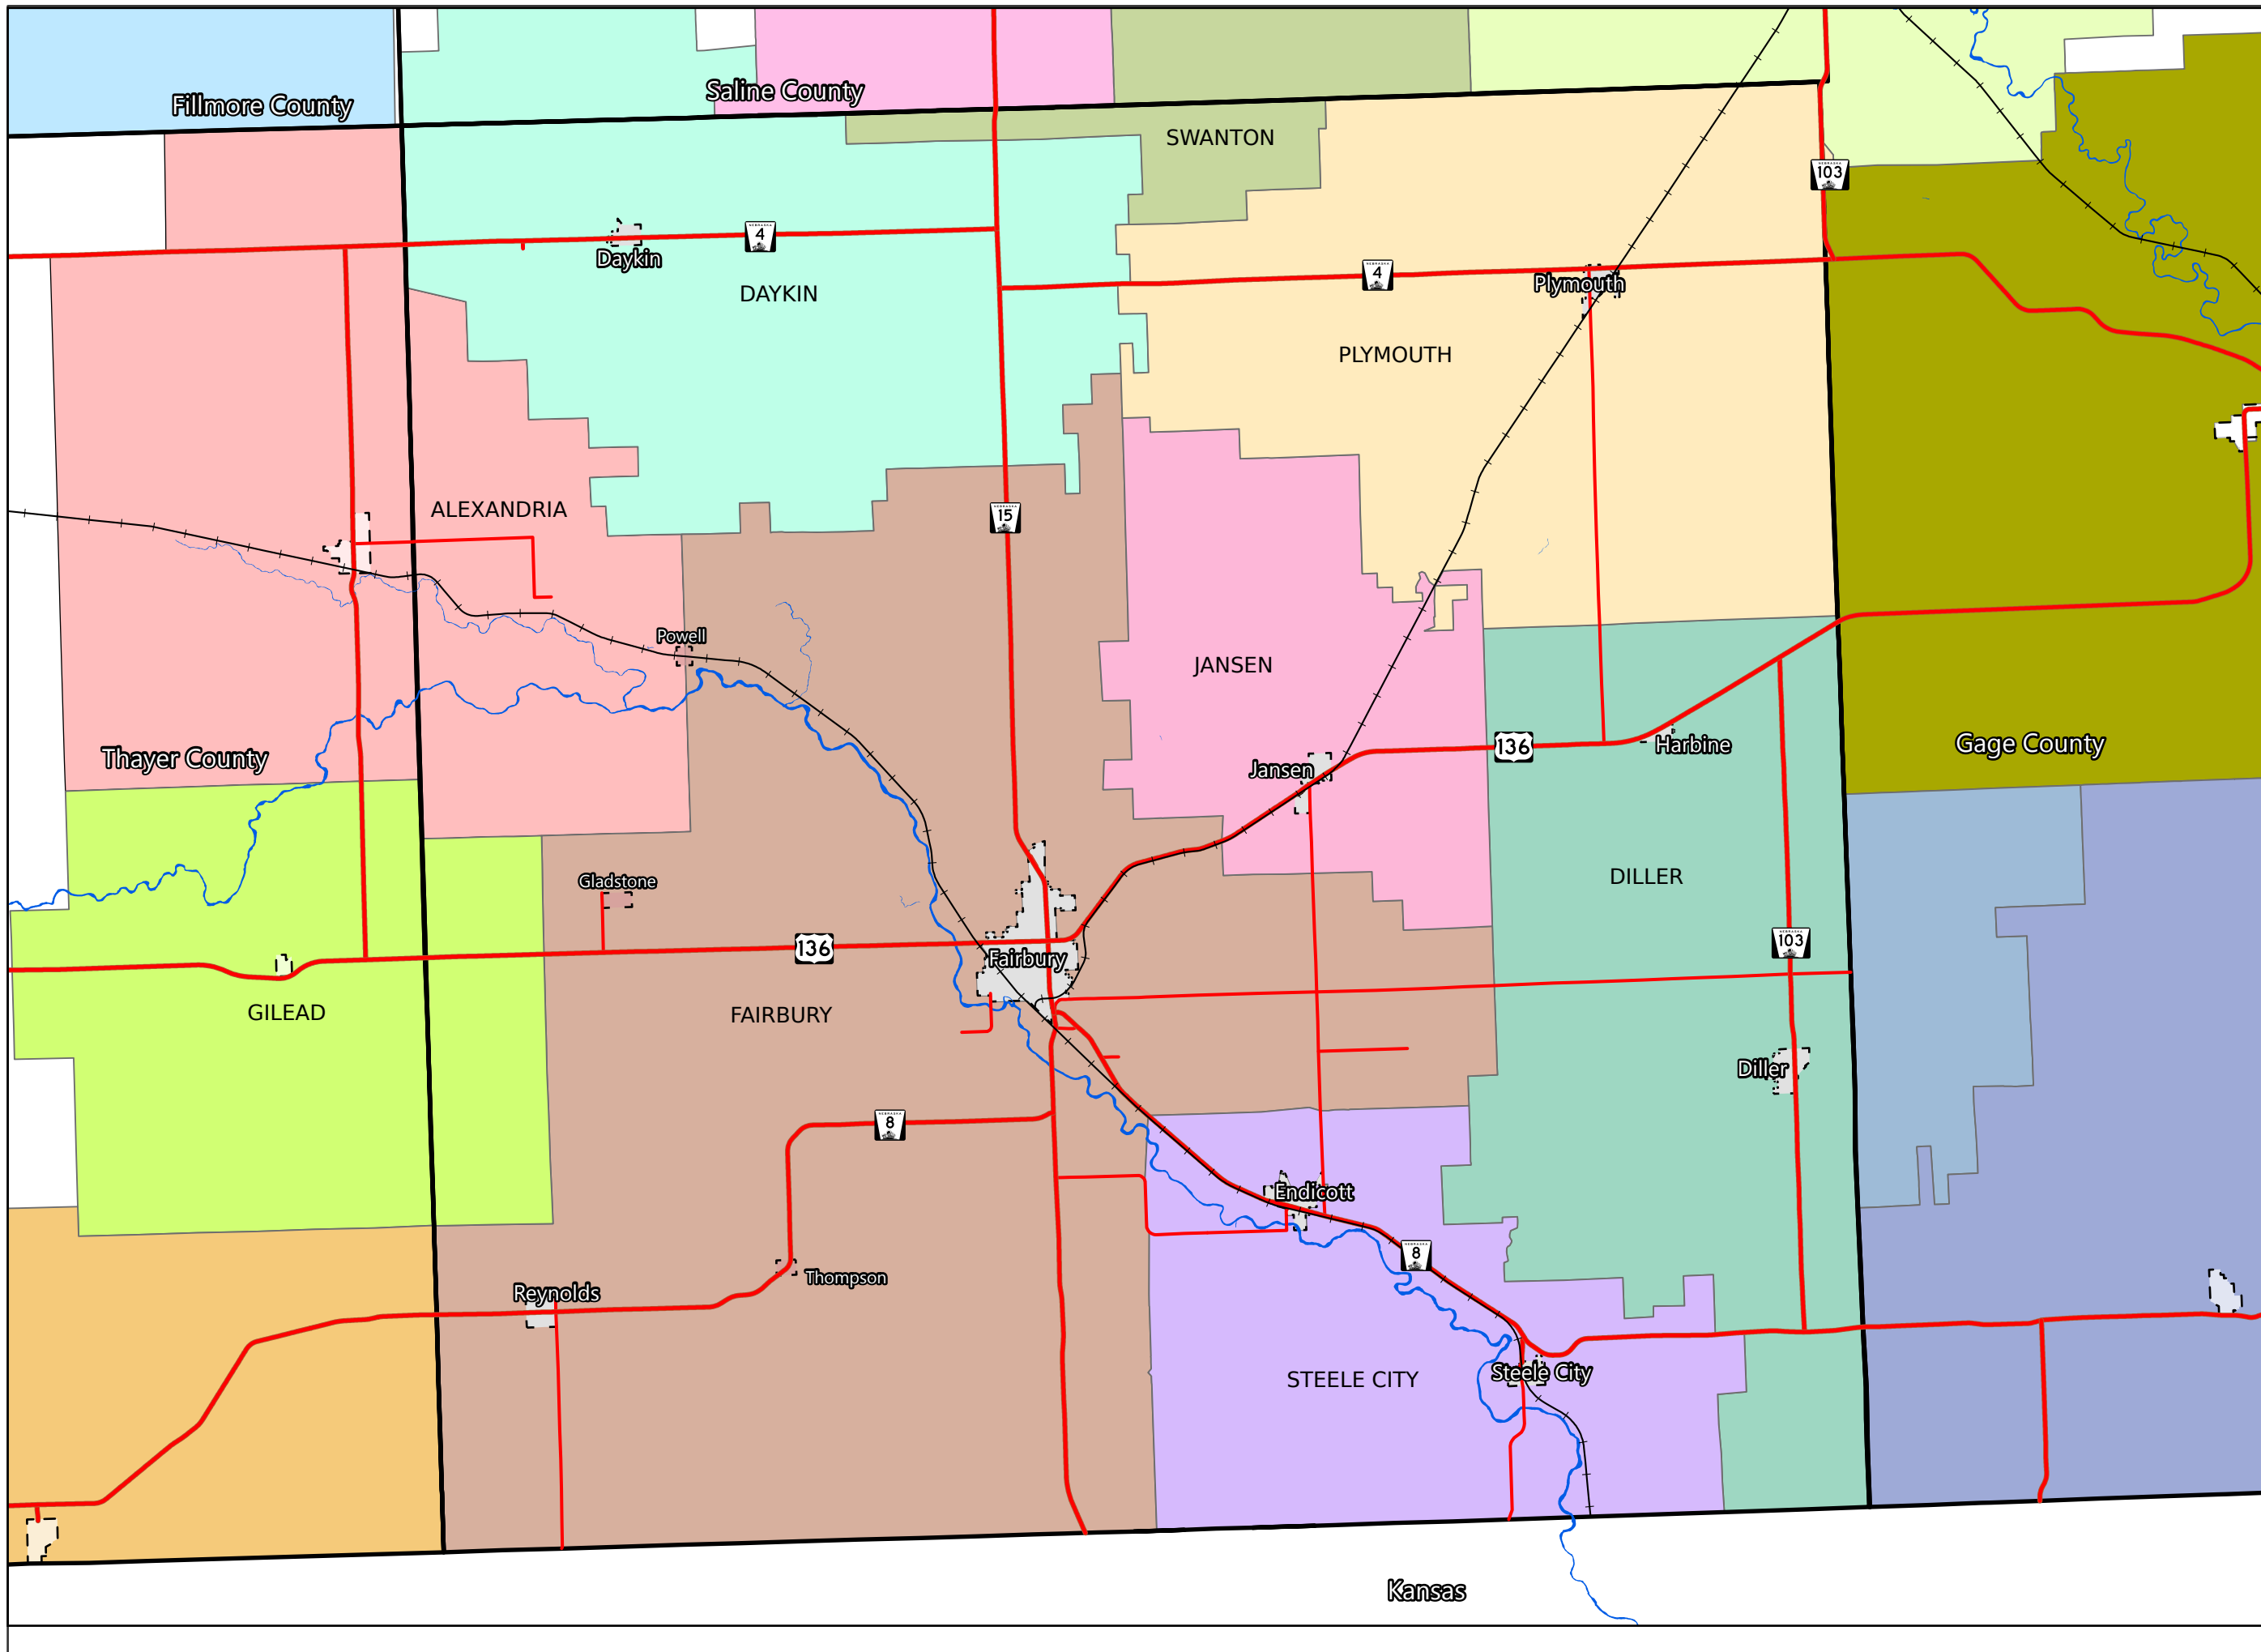 Saline County
Fillmore County
SWANTON
103
4
Daykin
4
Plymouth
DAYKIN
PLYMOUTH
ALEXANDRIA
15
Powell
JANSEN
Thayer County
136
Harbine
Gage County
Jansen
Gladstone
DILLER
136
103
Fairbury
GILEAD
FAIRBURY
Diller
8
Endicott
8
Thompson
Reynolds
Steele City
STEELE CITY
Kansas